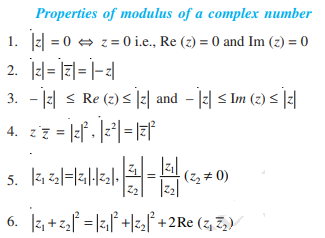 Properties of modulus of a complex number
1. |z| = 0 ⇔ z = 0 i.e., Re (z) = 0 and Im (z) = 0
2. |z| = |z̅| = |−z|
3. − |z| ≤ Re (z) ≤ |z| and − |z| ≤ Im (z) ≤ |z|
4. z z̅ = |z|², |z²| = |z̅|²
5. |z₁ z₂| = |z₁|.|z₂|, |z₁/z₂| = |z₁|/|z₂| (z₂ ≠ 0)
6. |z₁ + z₂|² = |z₁|² + |z₂|² + 2Re (z₁ z̅₂)